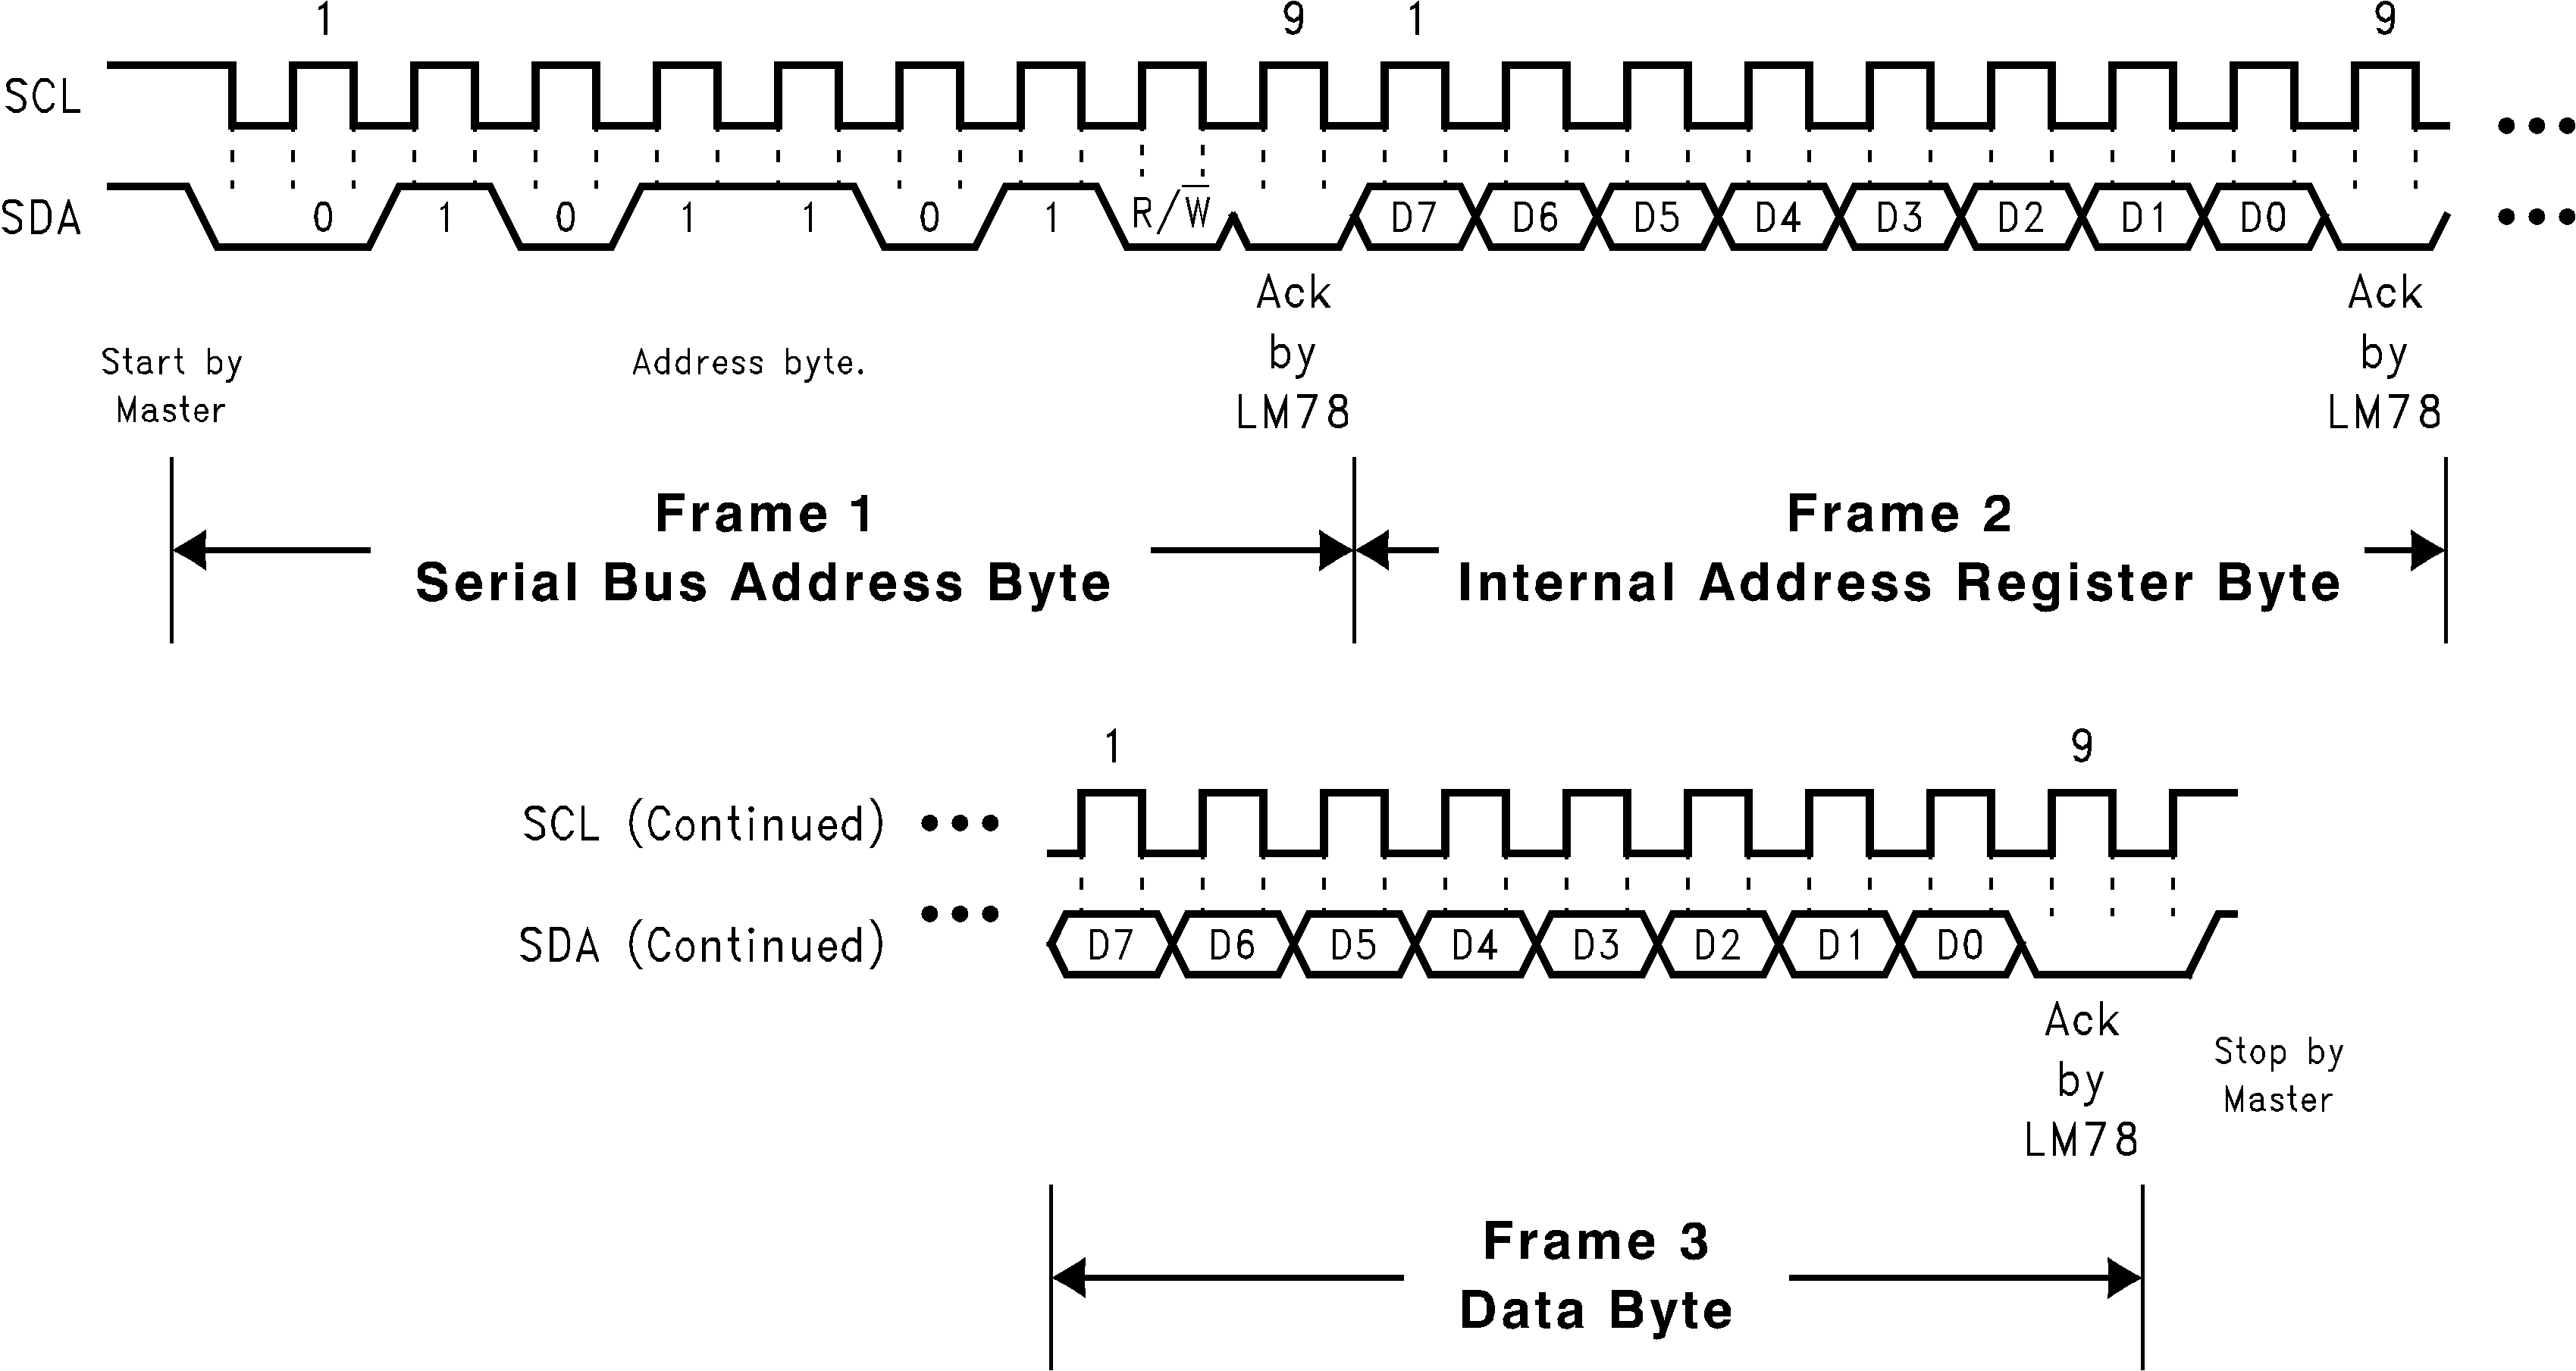 1 9 1 9
SCL
SDA 0 1 0 1 1 0 1 R/W̅ D7 D6 D5 D4 D3 D2 D1 D0
Ack
by
LM78
Ack
by
LM78
Start by
Master
Address byte.
Frame 1
Serial Bus Address Byte
Frame 2
Internal Address Register Byte
1 9
SCL (Continued)
SDA (Continued) D7 D6 D5 D4 D3 D2 D1 D0
Ack
by
LM78
Stop by
Master
Frame 3
Data Byte